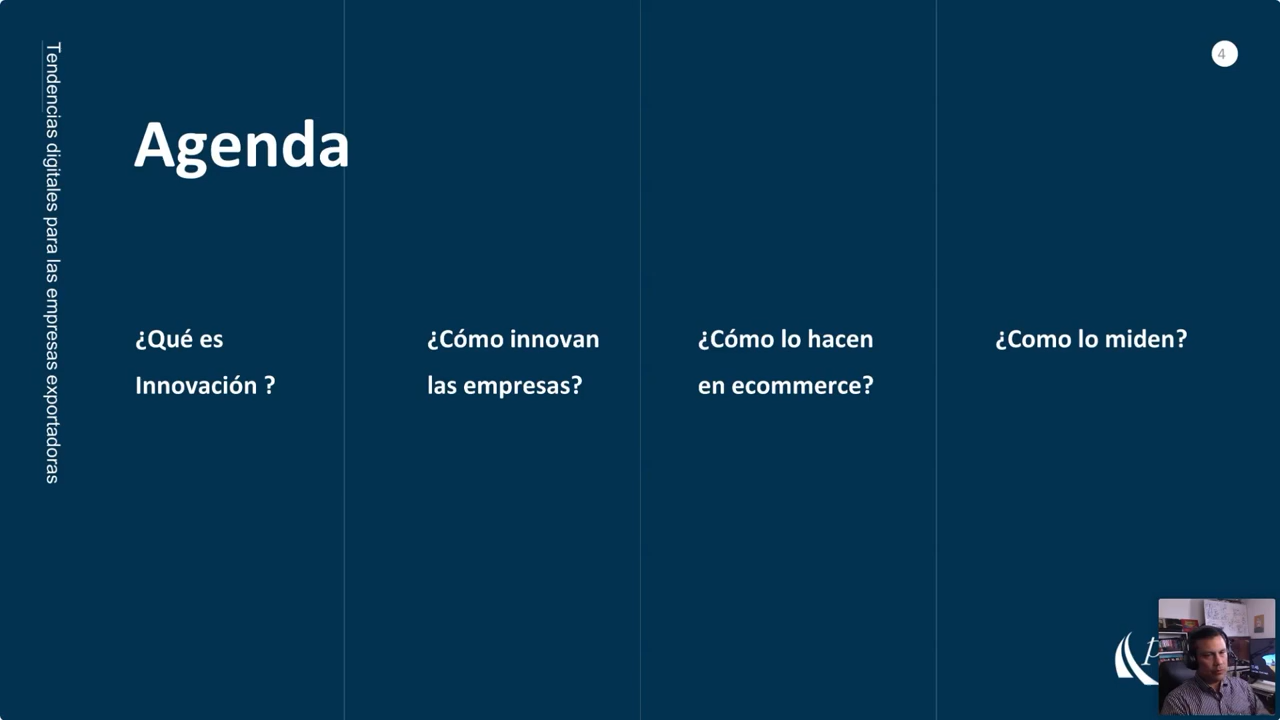 Tendencias digitales para las empresas exportadoras
4
Agenda
¿Qué es
Innovación ?
¿Cómo innovan
las empresas?
¿Cómo lo hacen
en ecommerce?
¿Como lo miden?